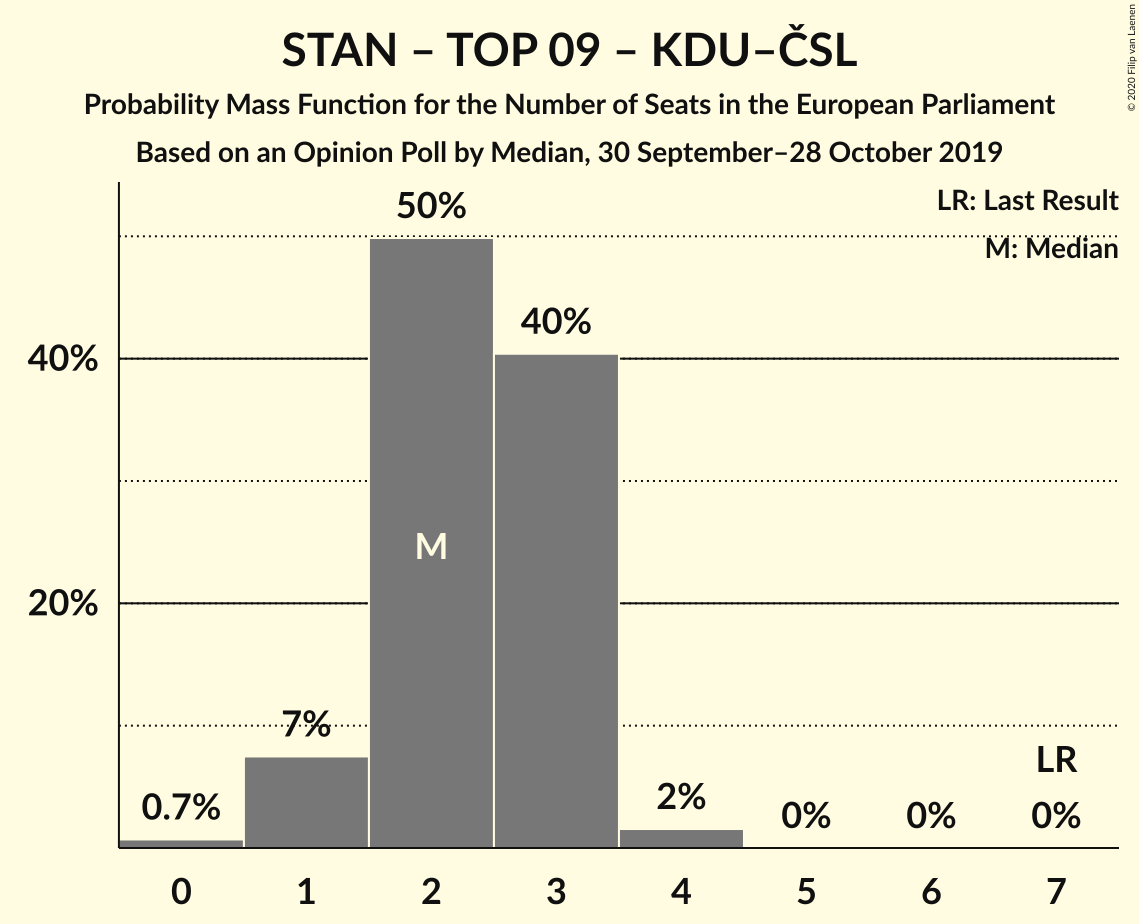 STAN – TOP 09 – KDU–ČSL
Probability Mass Function for the Number of Seats in the European Parliament
Based on an Opinion Poll by Median, 30 September–28 October 2019
© 2020 Filip van Laenen
LR: Last Result
M: Median
50%
40%
40%
M
20%
7%
0.7%
2%
0%
0%
LR
0%
0 1 2 3 4 5 6 7